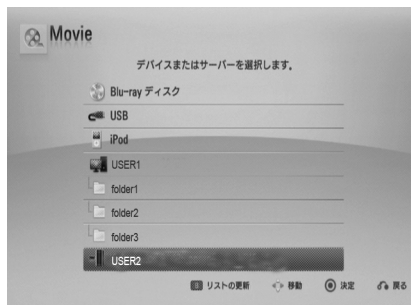 Movie
デバイスまたはサーバーを選択します。
Blu-ray ディスク
USB
iPod
USER1
folder1
folder2
folder3
USER2
リストの更新 移動 決定 戻る